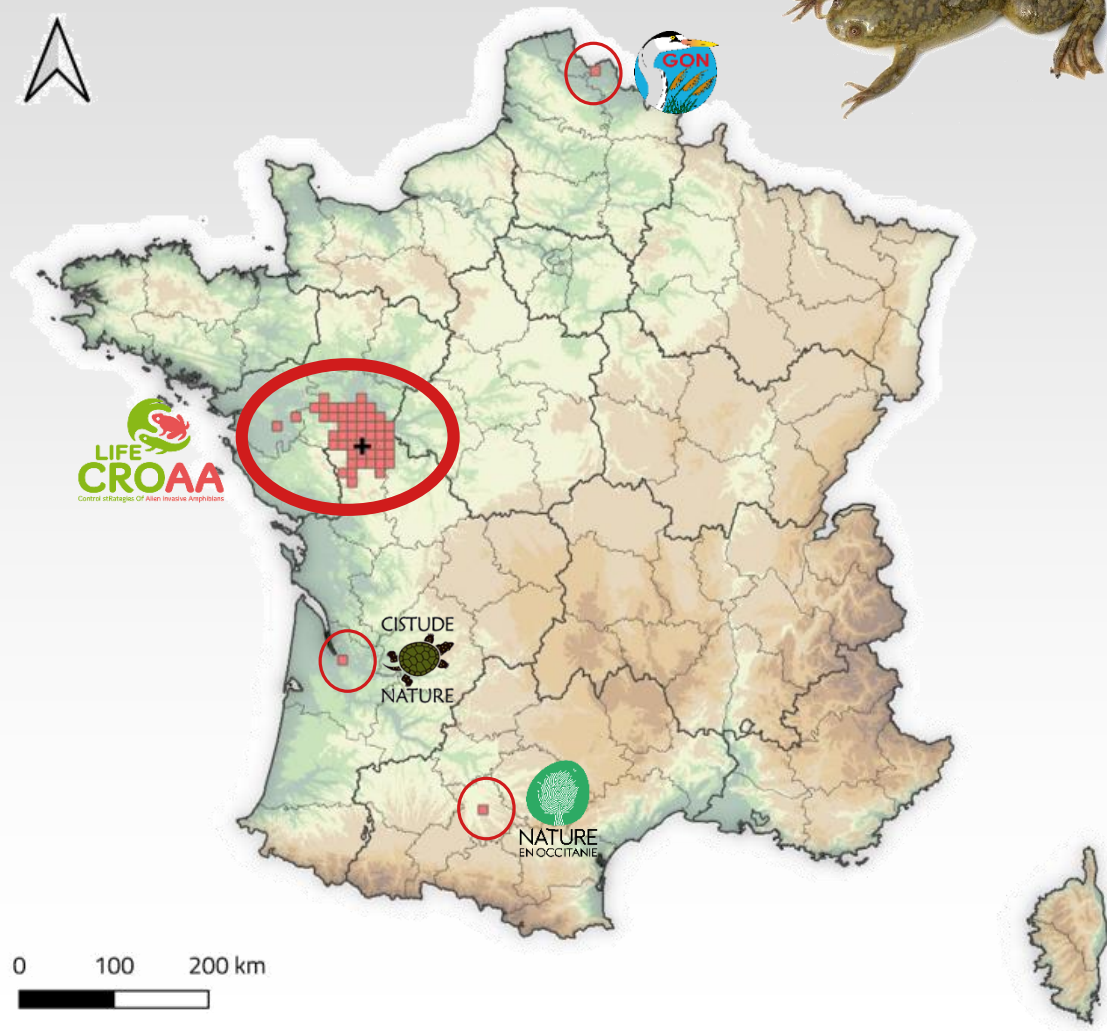 GON
LIFE
CROAA
Control stRategies Of Alien invasive Amphibians
CISTUDE
NATURE
NATURE
EN OCCITANIE
0 100 200 km